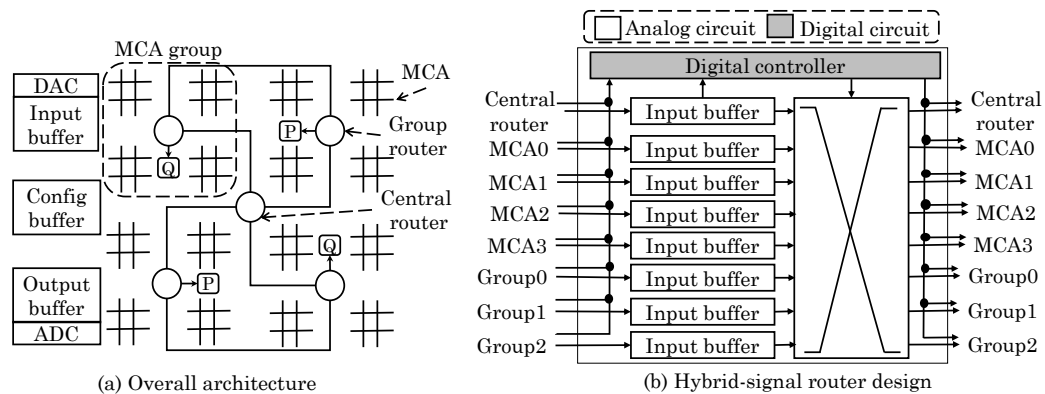 MCA group
DAC
Input
buffer
Config
buffer
Output
buffer
ADC
MCA
P
Group
router
Q
Central
router
Q
P
(a) Overall architecture
Analog circuit
Digital circuit
Digital controller
Central
router
Input buffer
Central
router
MCA0
Input buffer
MCA0
MCA1
Input buffer
MCA1
MCA2
Input buffer
MCA2
MCA3
Input buffer
MCA3
Group0
Input buffer
Group0
Group1
Input buffer
Group1
Group2
Input buffer
Group2
(b) Hybrid-signal router design